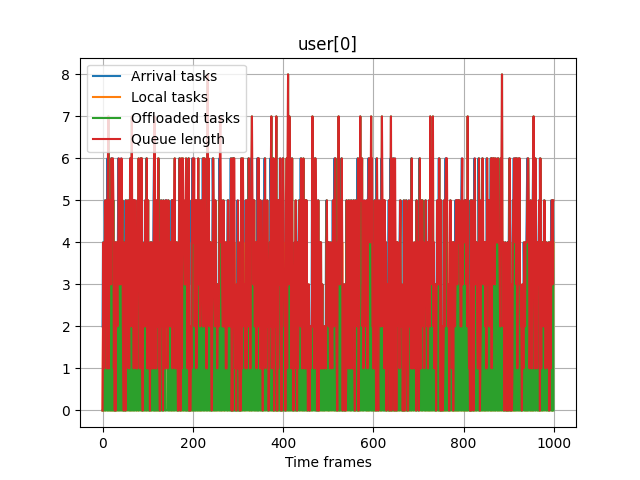 user[0]
Arrival tasks
Local tasks
Offloaded tasks
Queue length
8
7
6
5
4
3
2
1
0
0 200 400 600 800 1000
Time frames